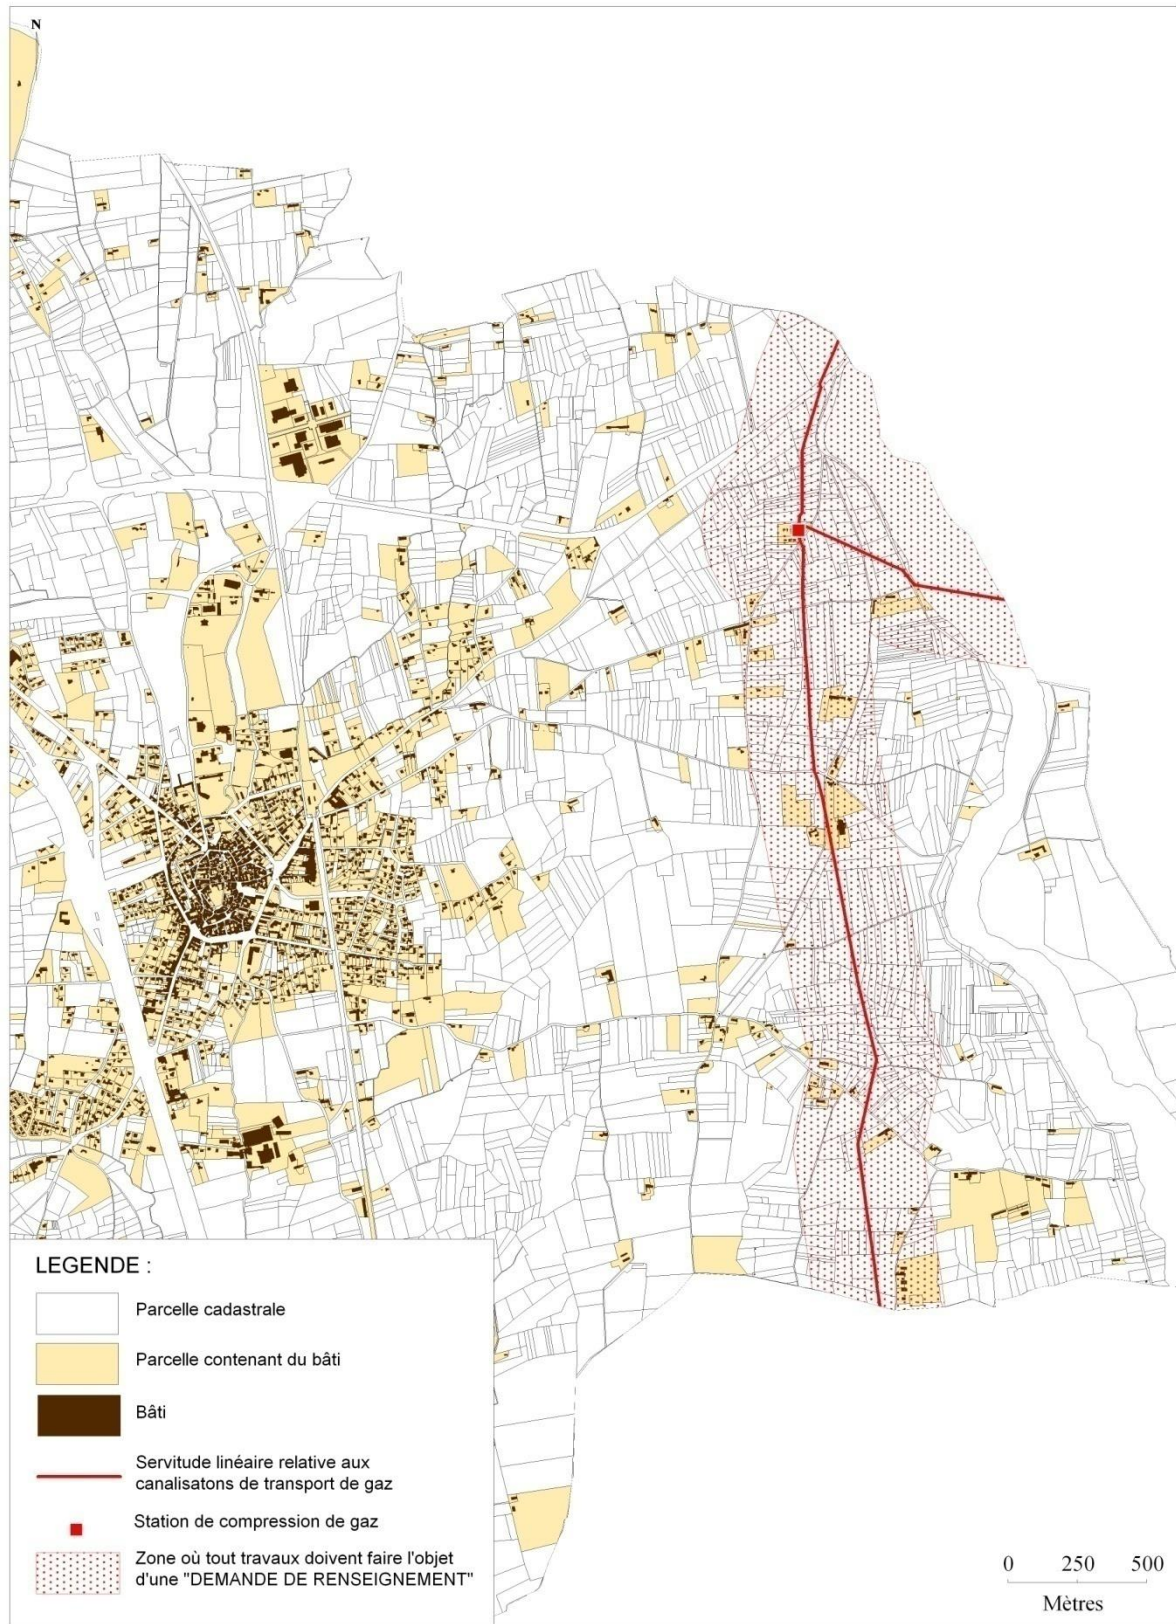 N
LEGENDE :
Parcelle cadastrale
Parcelle contenant du bâti
Bâti
Servitude linéaire relative aux
canalisatons de transport de gaz
Station de compression de gaz
Zone où tout travaux doivent faire l'objet
d'une "DEMANDE DE RENSEIGNEMENT"
0 250 500
Mètres